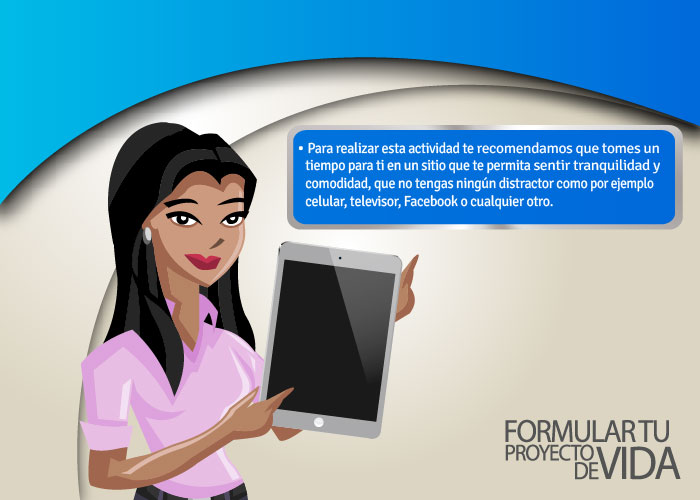 • Para realizar esta actividad te recomendamos que tomes un
tiempo para ti en un sitio que te permita sentir tranquilidad y
comodidad, que no tengas ningún distractor como por ejemplo
celular, televisor, Facebook o cualquier otro.
FORMULAR TU
PROYECTO
DE VIDA